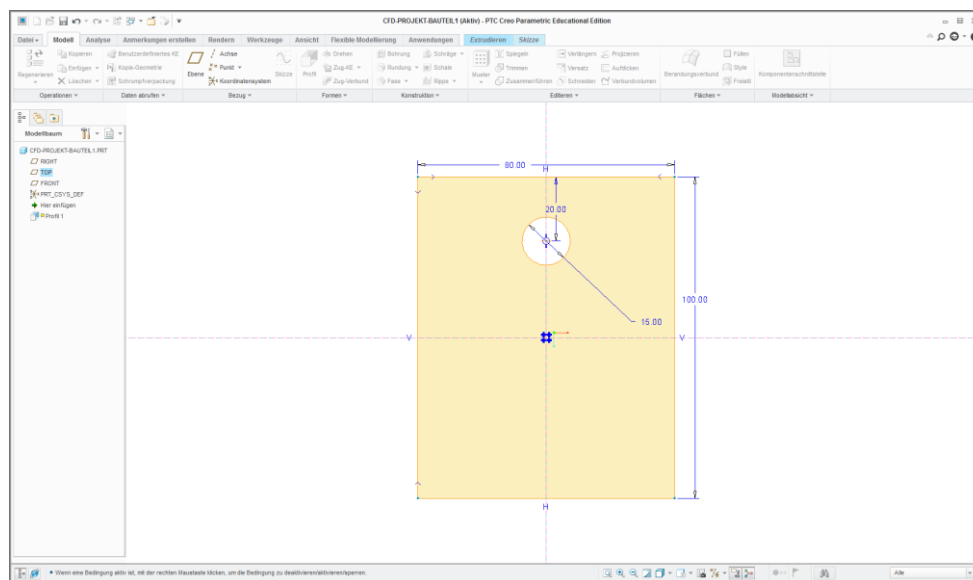 CFD-PROJEKT-BAUTEIL1 (Aktiv) - PTC Creo Parametric Educational Edition
Datei Modell Analyse Anmerkungen erstellen Rendern Werkzeuge Ansicht Flexible Modellierung Anwendungen Extrudieren Skizze
Kopieren Benutzerdefiniertes KE Achse Drehen Bohrung Schräge Spiegeln Verlängern Projizieren Füllen
Regenerieren Einfügen Kopie-Geometrie Ebene Punkt Skizze Profil Zug-KE Rundung Schale Muster Trimmen Versatz Aufdicken Berandungsverbund Style Komponentenschnittstelle
Löschen Schrumpfverpackung Koordinatensystem Zug-Verbund Fase Rippe Zusammenführen Schneiden Verbundvolumen Freistil
Operationen Daten abrufen Bezug Formen Konstruktion Editieren Flächen Modellabsicht
Modellbaum
CFD-PROJEKT-BAUTEIL1.PRT
RIGHT
TOP
FRONT
PRT_CSYS_DEF
Hier einfügen
Profil 1
80.00
H
20.00
100.00
15.00
V V
H
Wenn eine Bedingung aktiv ist, mit der rechten Maustaste klicken, um die Bedingung zu deaktivieren/aktivieren/sperren.
Alle